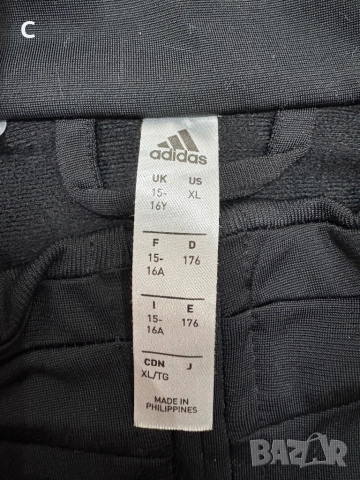 C
adidas
UK US
15- XL
16Y
F D
15- 176
16A
I E
15- 176
16A
CDN J
XL/TG
MADE IN
PHILIPPINES
BAZAR